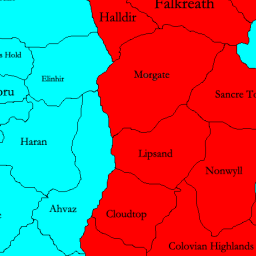 Falkreath
Halldir
s Hold
Elinhir
Morgate
oru
Sancre To
Haran
Lipsand
Nonwyll
Ahvaz
Cloudtop
Colovian Highlands